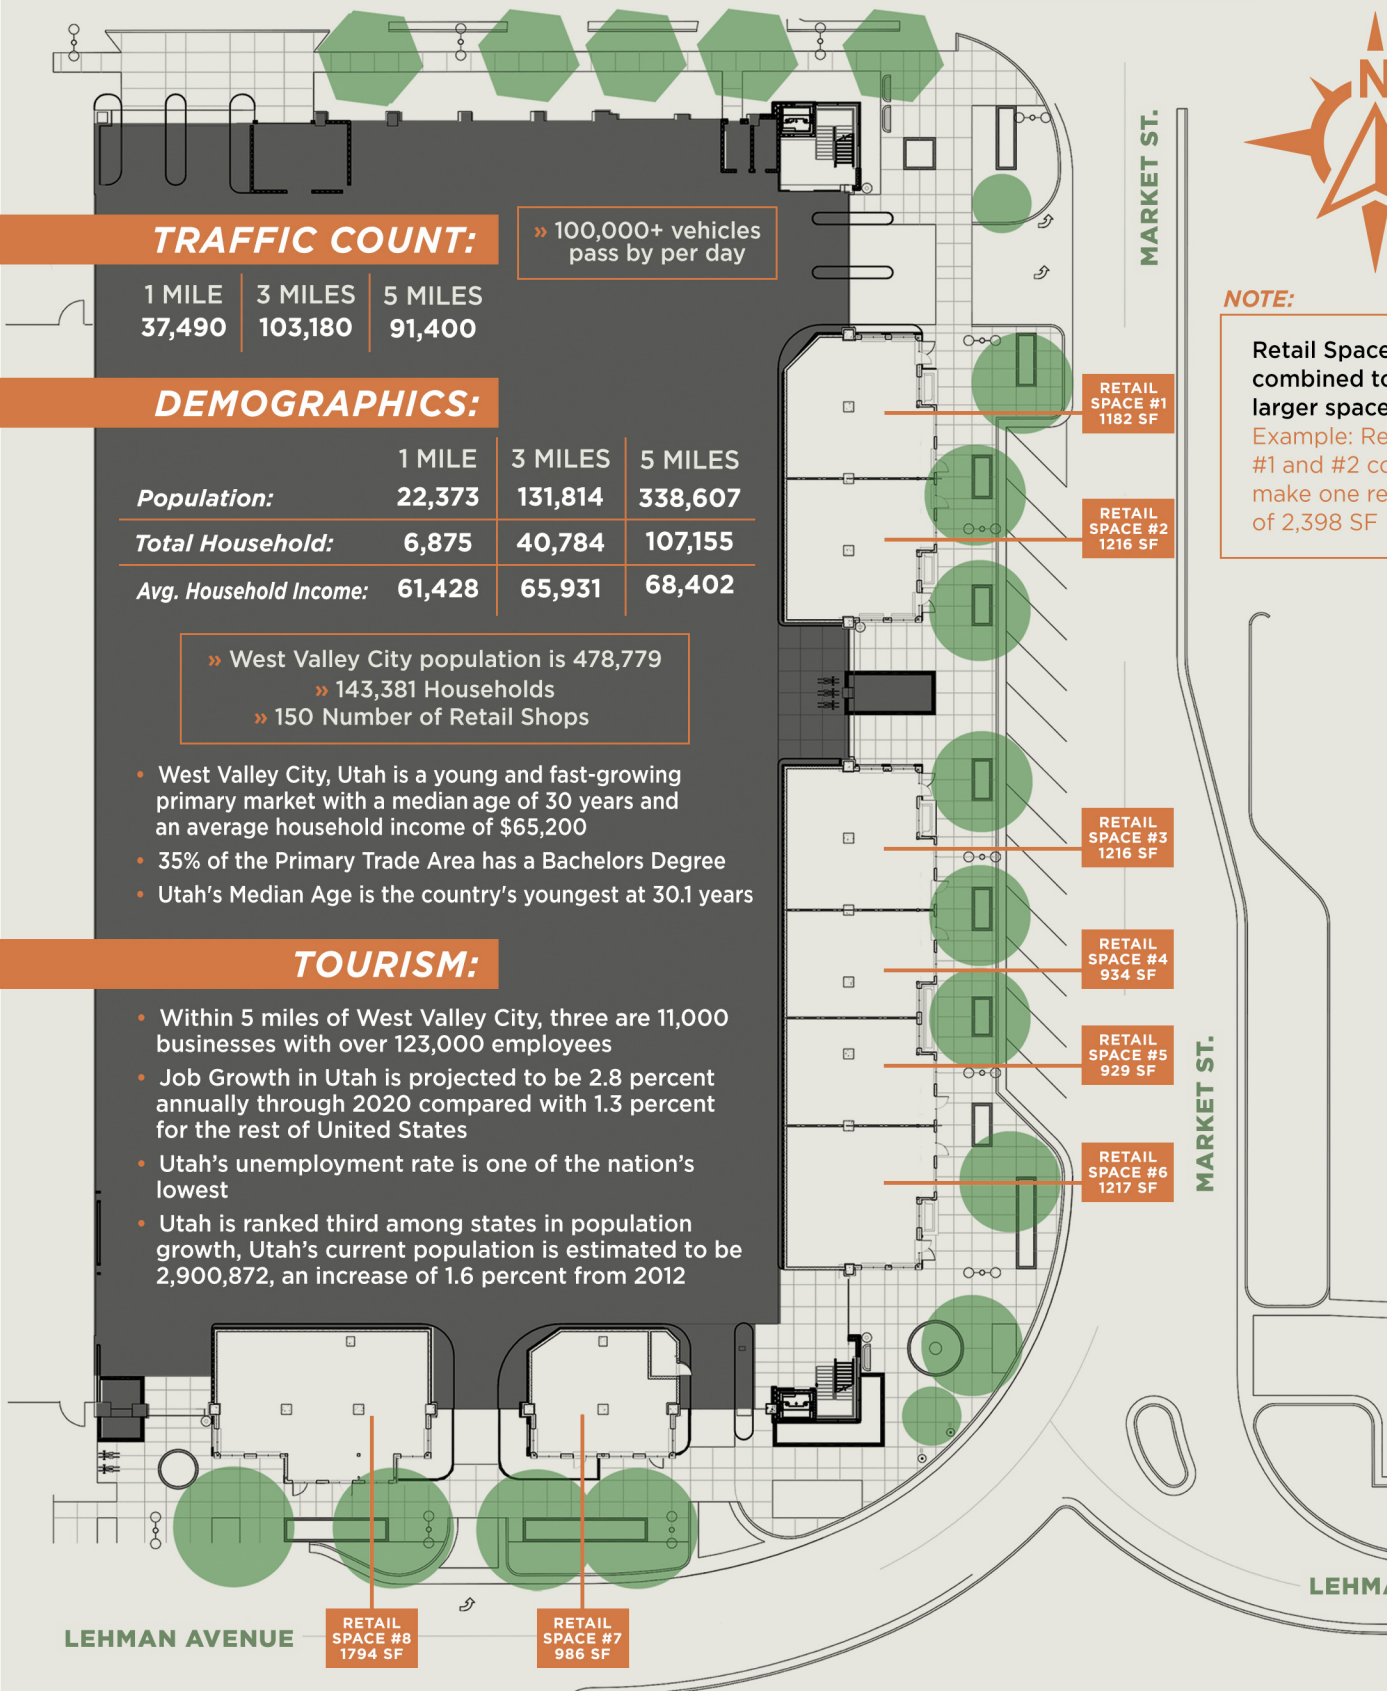 N
MARKET ST.
TRAFFIC COUNT:
» 100,000+ vehicles
pass by per day
1 MILE 3 MILES 5 MILES
37,490 103,180 91,400
NOTE:
Retail Space
combined to
larger space
Example: Re
#1 and #2 co
make one re
of 2,398 SF
DEMOGRAPHICS:
1 MILE 3 MILES 5 MILES
Population: 22,373 131,814 338,607
Total Household: 6,875 40,784 107,155
Avg. Household Income: 61,428 65,931 68,402
» West Valley City population is 478,779
» 143,381 Households
» 150 Number of Retail Shops
• West Valley City, Utah is a young and fast-growing
primary market with a median age of 30 years and
an average household income of $65,200
• 35% of the Primary Trade Area has a Bachelors Degree
• Utah's Median Age is the country's youngest at 30.1 years
TOURISM:
• Within 5 miles of West Valley City, three are 11,000
businesses with over 123,000 employees
• Job Growth in Utah is projected to be 2.8 percent
annually through 2020 compared with 1.3 percent
for the rest of United States
• Utah’s unemployment rate is one of the nation’s
lowest
• Utah is ranked third among states in population
growth, Utah’s current population is estimated to be
2,900,872, an increase of 1.6 percent from 2012
RETAIL
SPACE #1
1182 SF
RETAIL
SPACE #2
1216 SF
RETAIL
SPACE #3
1216 SF
RETAIL
SPACE #4
934 SF
RETAIL
SPACE #5
929 SF
RETAIL
SPACE #6
1217 SF
MARKET ST.
LEHMA
LEHMAN AVENUE
RETAIL
SPACE #8
1794 SF
RETAIL
SPACE #7
986 SF